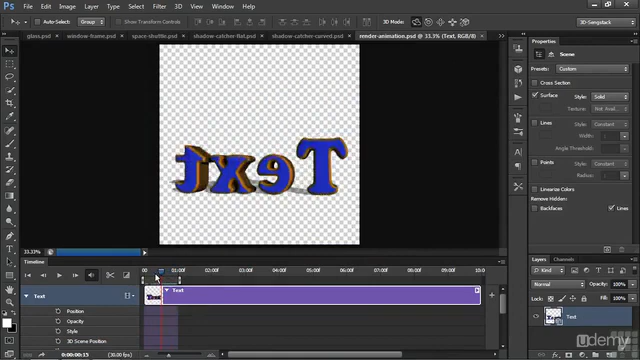 Ps File Edit Image Layer Type Select Filter 3D View Window Help
Auto-Select: Group Show Transform Controls 3D Mode: 3D-Sengstack
glass.psd window-frame.psd space-shuttle.psd shadow-catcher-flat.psd shadow-catcher-curved.psd render-animation.psd @ 33.3% (Text, RGB/8)
Properties
Scene
Presets: Custom
Cross Section
Surface Style: Solid
Texture: Not Avail...
Lines Style: Constant
Width:
Angle Threshold:
Points Style: Constant
Radius:
Linearize Colors
Remove Hidden:
Backfaces Lines
Text
33.33%
Timeline
00 01:00f 02:00f 03:00f 04:00f 05:00f 06:00f 07:00f 08:00f 09:00f 10:0
Text Text Text
Position
Opacity
Style
3D Scene Position
0:00:00:15 (30.00 fps)
Layers Channels
Kind
Normal Opacity: 100%
Lock: Fill: 100%
Text
udemy